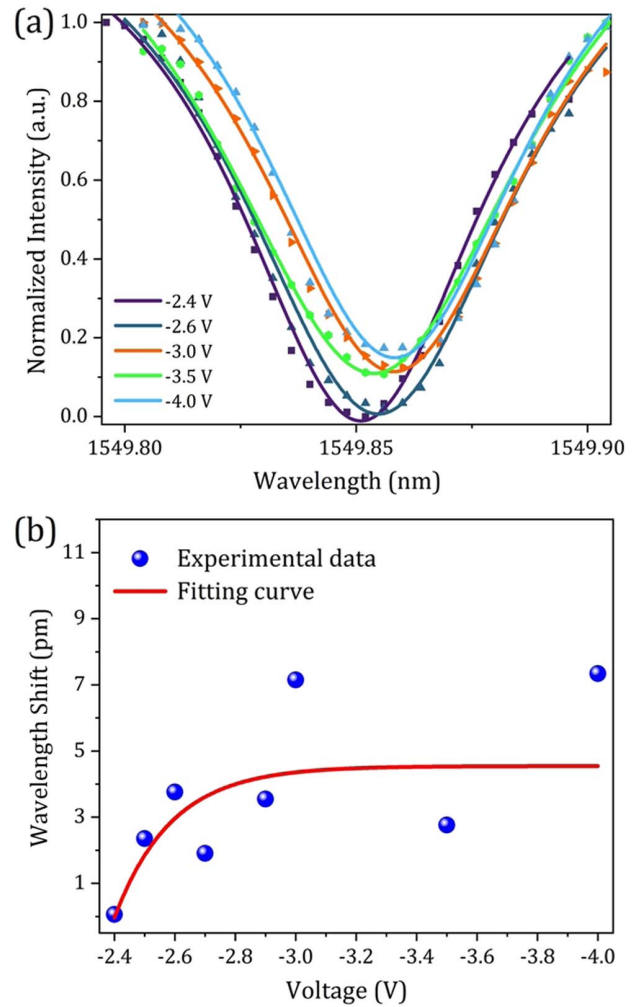 (a)
1.0
0.8
0.6
0.4
0.2
0.0
Normalized Intensity (a.u.)
-2.4 V
-2.6 V
-3.0 V
-3.5 V
-4.0 V
1549.80
1549.85
1549.90
Wavelength (nm)
(b)
11
9
7
5
3
1
Wavelength Shift (pm)
Experimental data
Fitting curve
-2.4
-2.6
-2.8
-3.0
-3.2
-3.4
-3.6
-3.8
-4.0
Voltage (V)